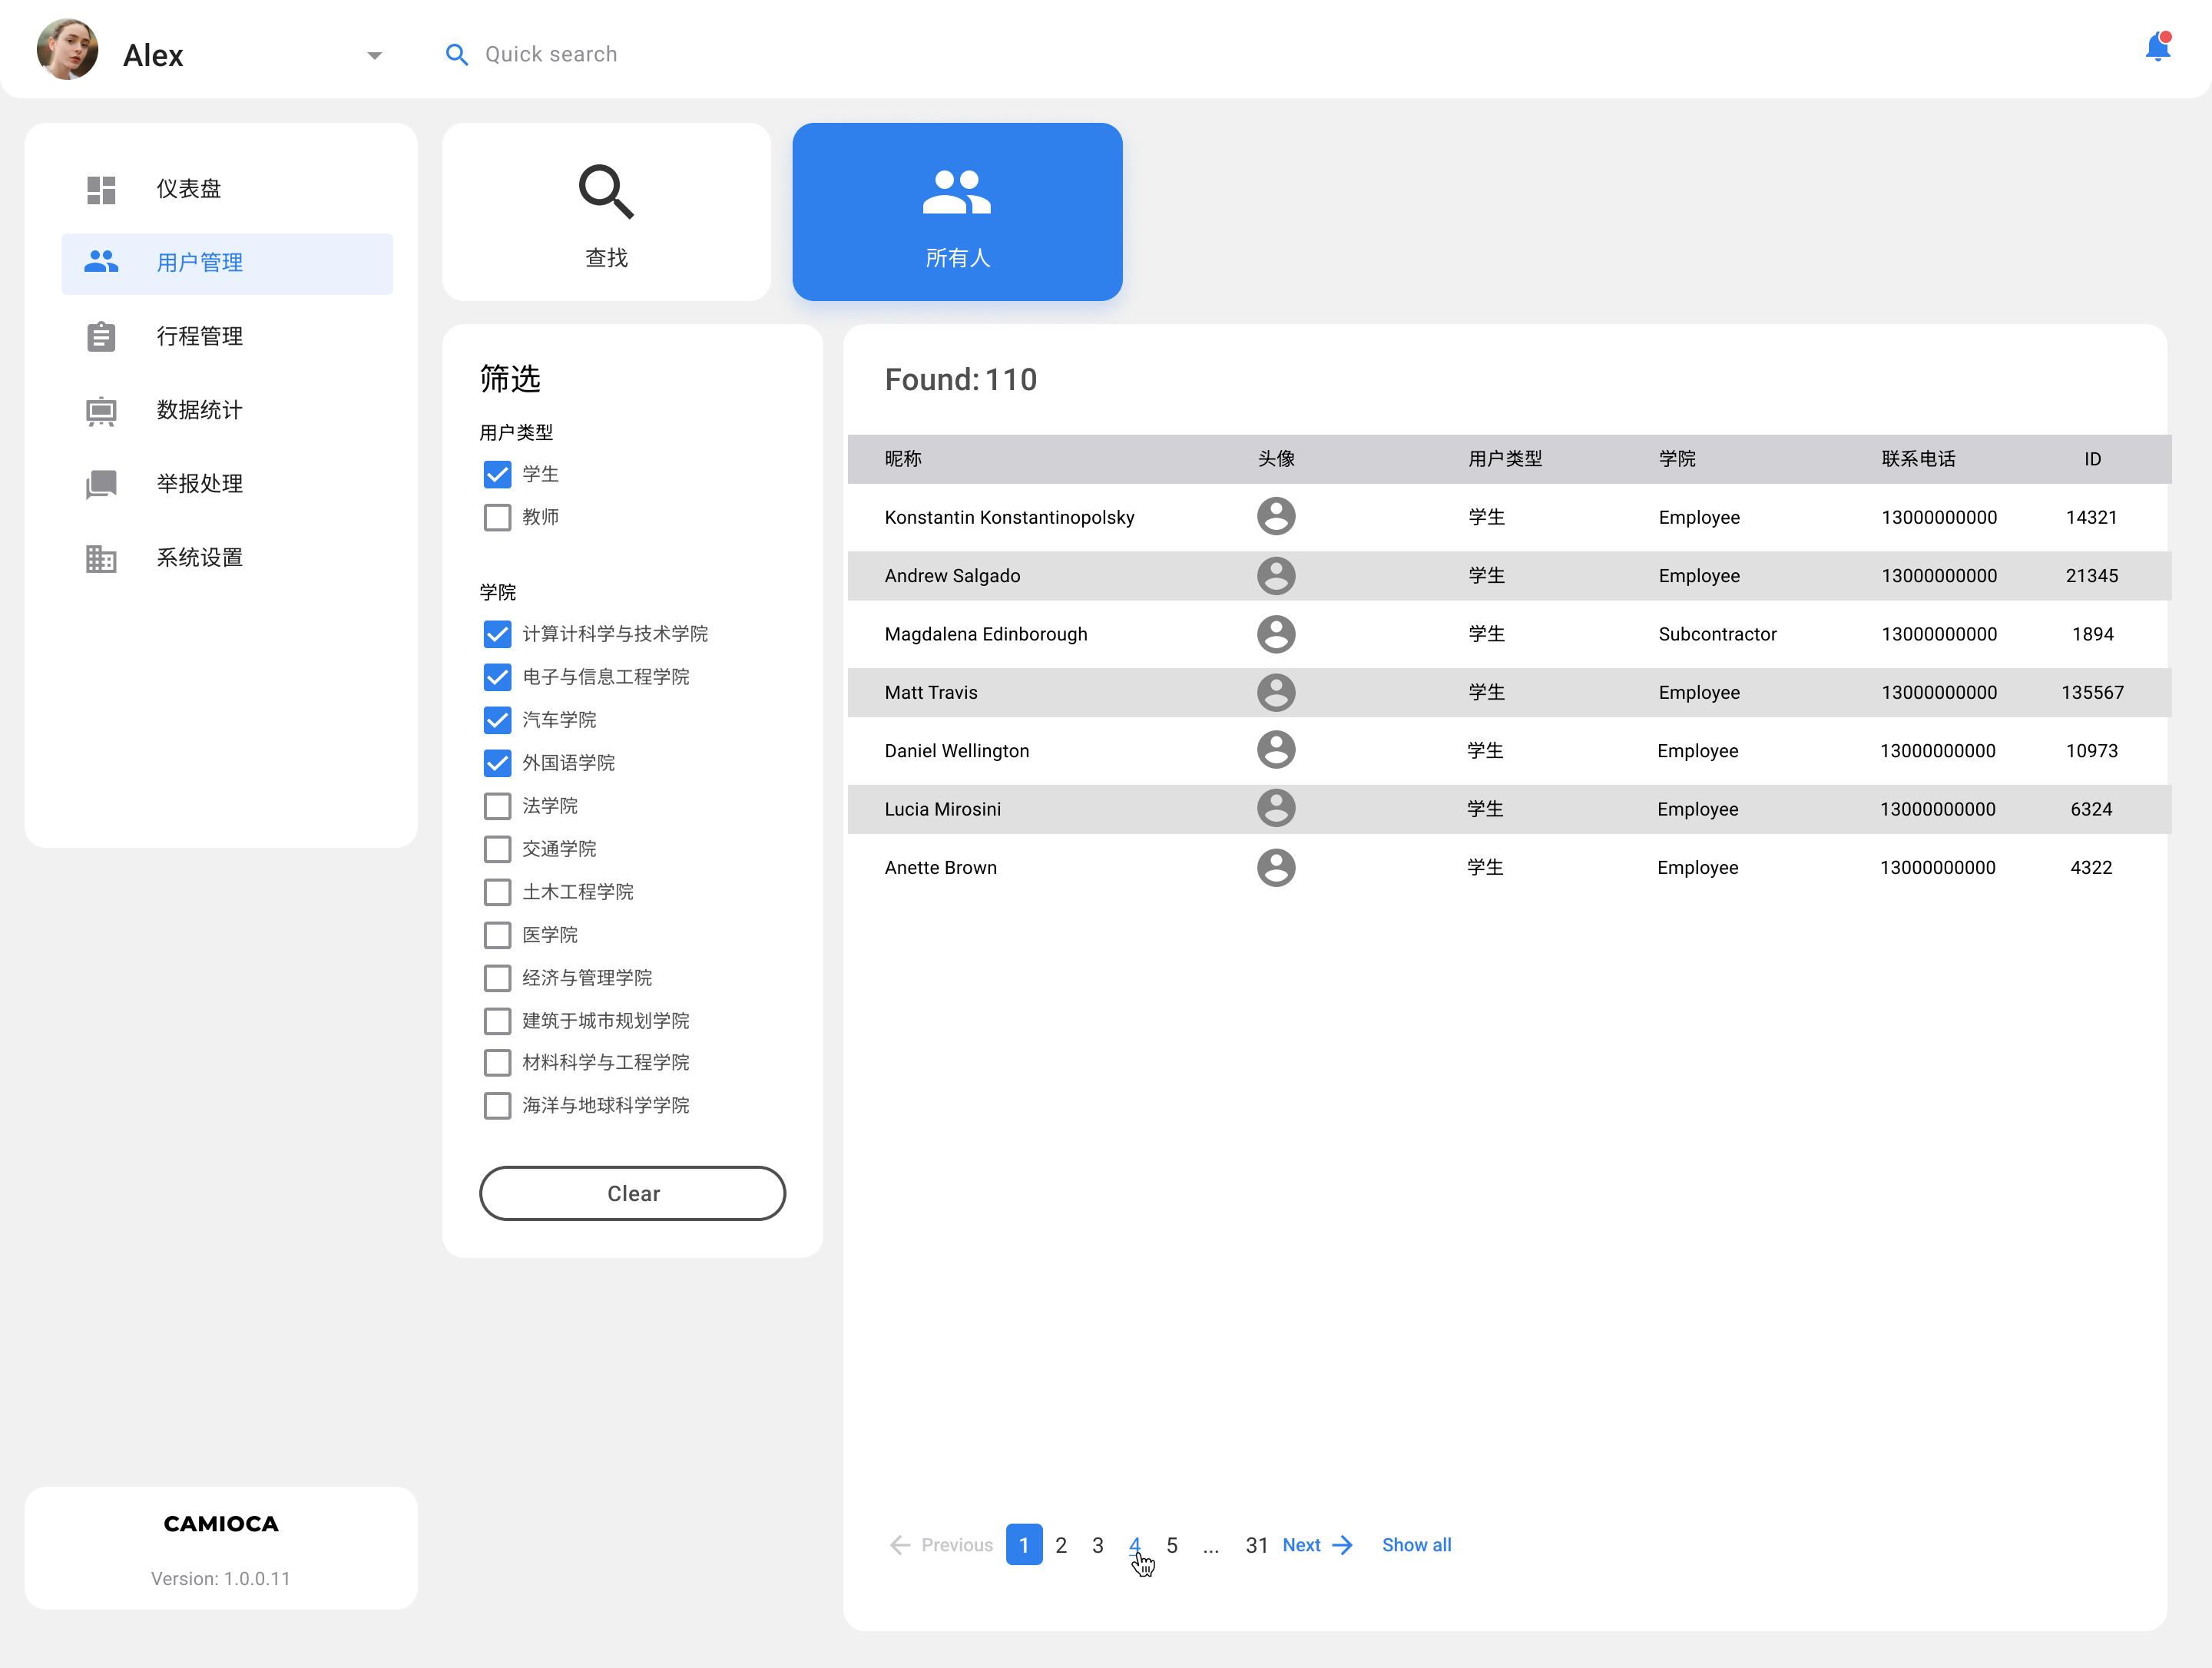 Alex
Quick search
仪表盘
用户管理
行程管理
数据统计
举报处理
系统设置
CAMIOCA
Version: 1.0.0.11
查找
所有人
筛选
用户类型
学生
教师
学院
计算计科学与技术学院
电子与信息工程学院
汽车学院
外国语学院
法学院
交通学院
土木工程学院
医学院
经济与管理学院
建筑于城市规划学院
材料科学与工程学院
海洋与地球科学学院
Clear
Found: 110
昵称 头像 用户类型 学院 联系电话 ID
Konstantin Konstantinopolsky 学生 Employee 13000000000 14321
Andrew Salgado 学生 Employee 13000000000 21345
Magdalena Edinborough 学生 Subcontractor 13000000000 1894
Matt Travis 学生 Employee 13000000000 135567
Daniel Wellington 学生 Employee 13000000000 10973
Lucia Mirosini 学生 Employee 13000000000 6324
Anette Brown 学生 Employee 13000000000 4322
Previous 1 2 3 4 5 ... 31 Next Show all